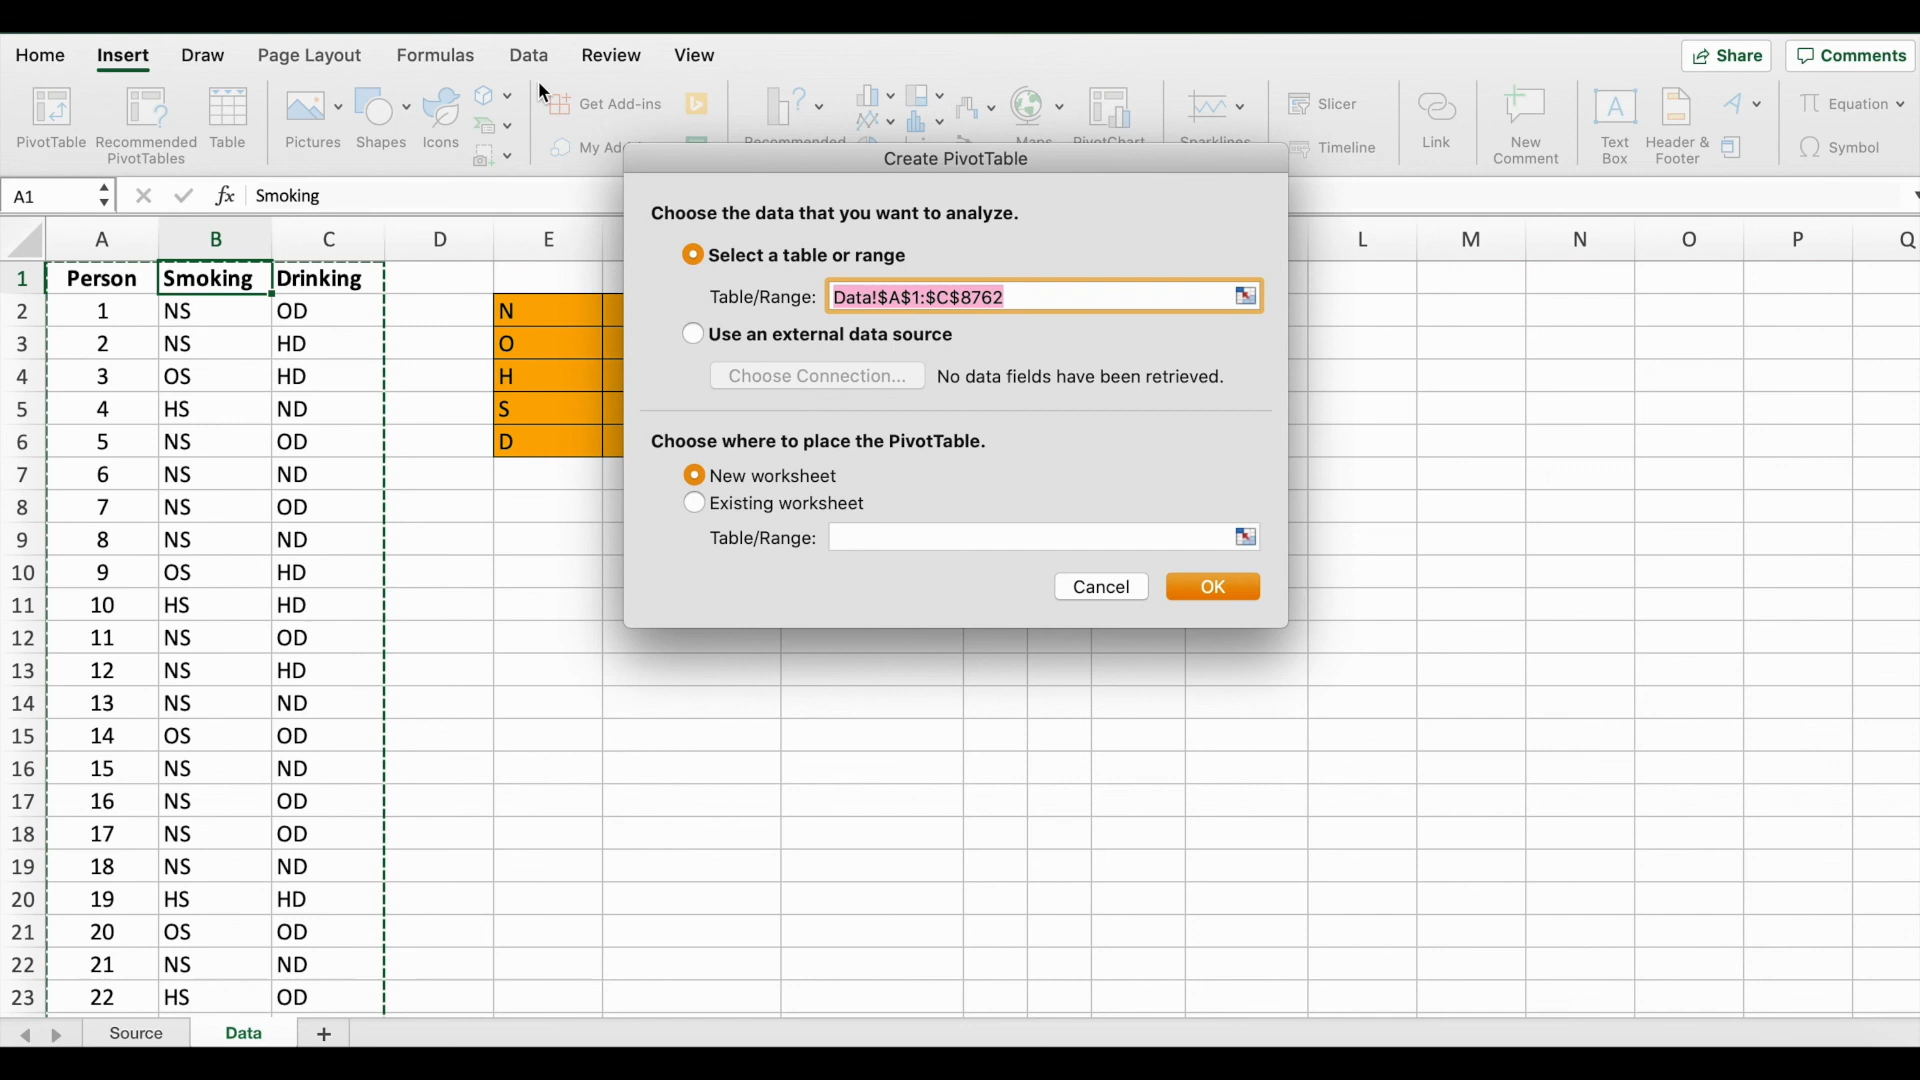 Home Insert Draw Page Layout Formulas Data Review View Share Comments
PivotTable Recommended PivotTables Table Pictures Shapes Icons Get Add-ins Slicer Timeline Link New Comment Text Box Header & Footer Equation Symbol
Recommended Maps PivotChart Sparklines
My Ad
A1 fx Smoking
Create PivotTable
Choose the data that you want to analyze.
Select a table or range
Table/Range: Data!$A$1:$C$8762
Use an external data source
Choose Connection... No data fields have been retrieved.
Choose where to place the PivotTable.
New worksheet
Existing worksheet
Table/Range:
Cancel OK
A B C D E L M N O P Q
1 Person Smoking Drinking
2 1 NS OD N
3 2 NS HD O
4 3 OS HD H
5 4 HS ND S
6 5 NS OD D
7 6 NS ND
8 7 NS OD
9 8 NS ND
10 9 OS HD
11 10 HS HD
12 11 NS OD
13 12 NS HD
14 13 NS ND
15 14 OS OD
16 15 NS ND
17 16 NS OD
18 17 NS OD
19 18 NS ND
20 19 HS HD
21 20 OS OD
22 21 NS ND
23 22 HS OD
Source Data +